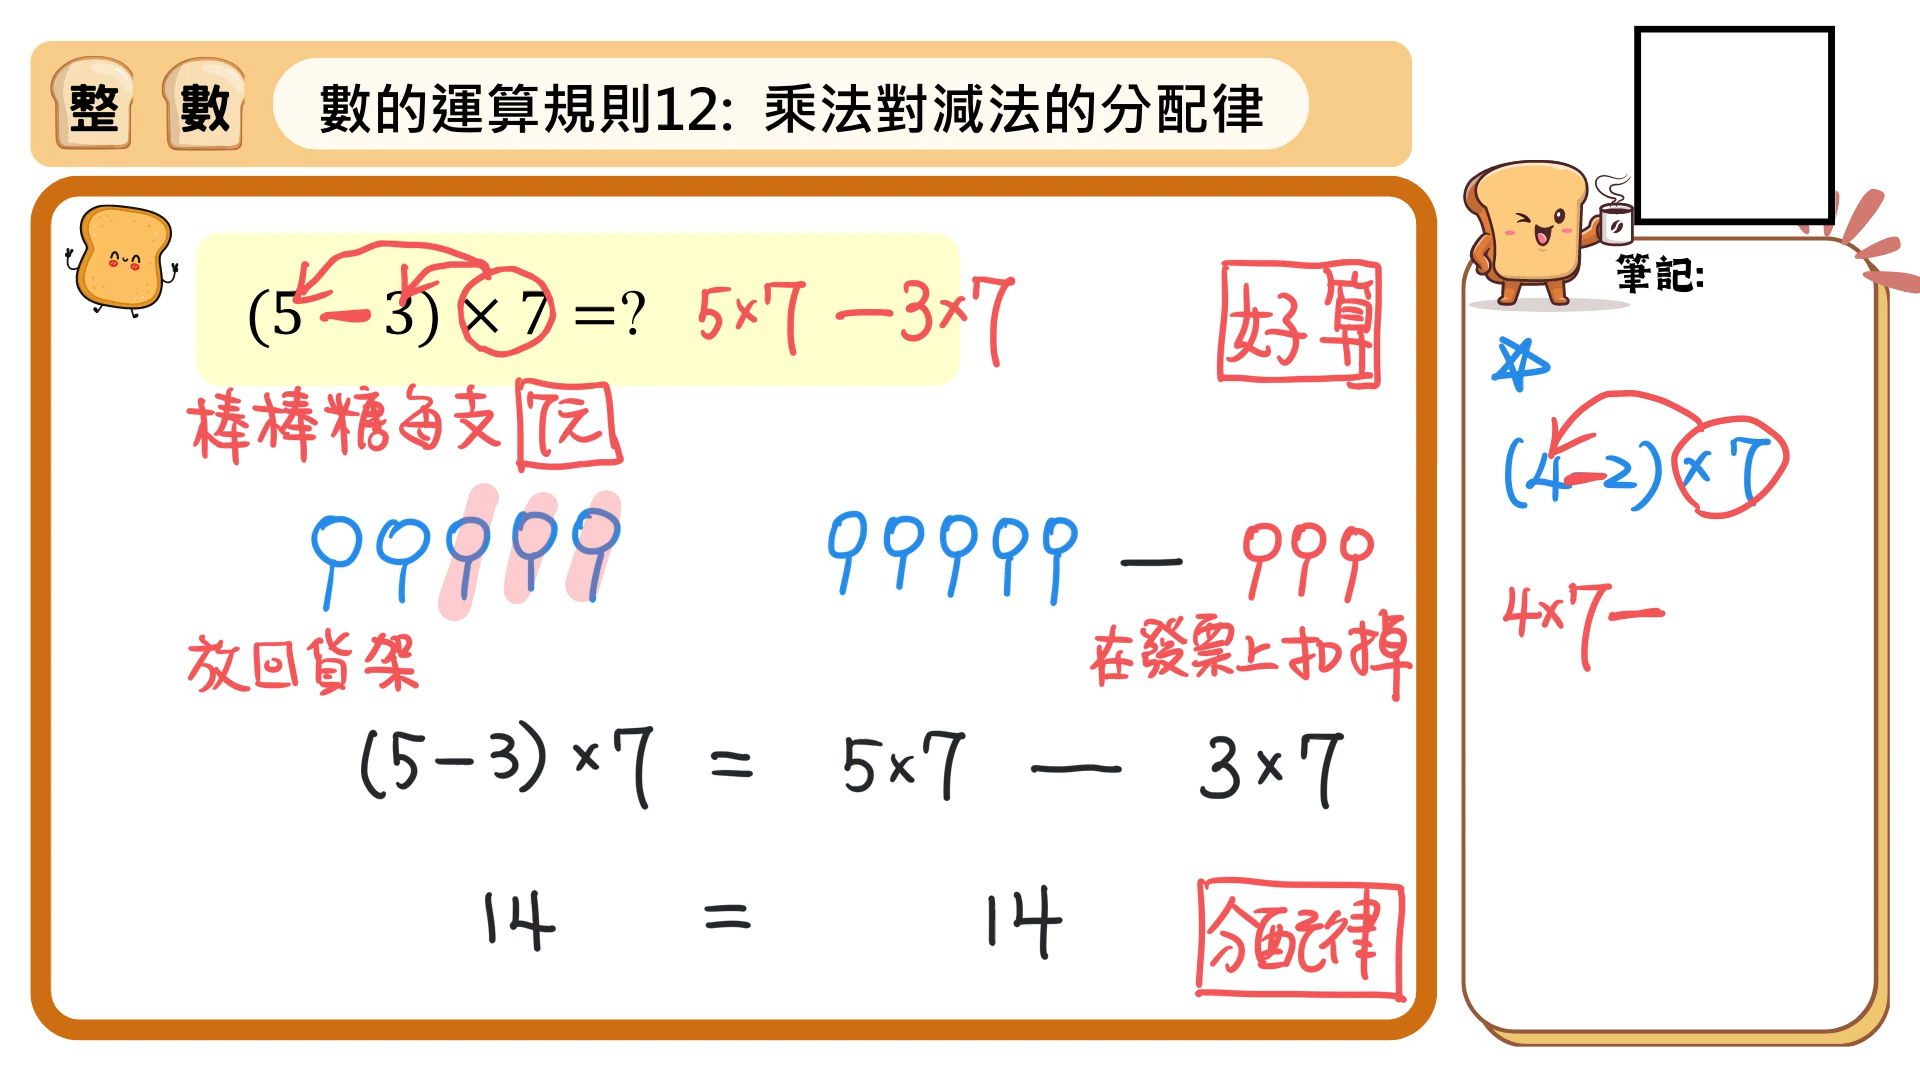 整數
數的運算規則12: 乘法對減法的分配律
(5 − 3) × 7 =? 5×7 −3×7
好算
棒棒糖每支7元
−
放回貨架
在發票上扣掉
(5−3)×7 = 5×7 − 3×7
14 = 14
分配律
筆記:
(4−2)×7
4×7−